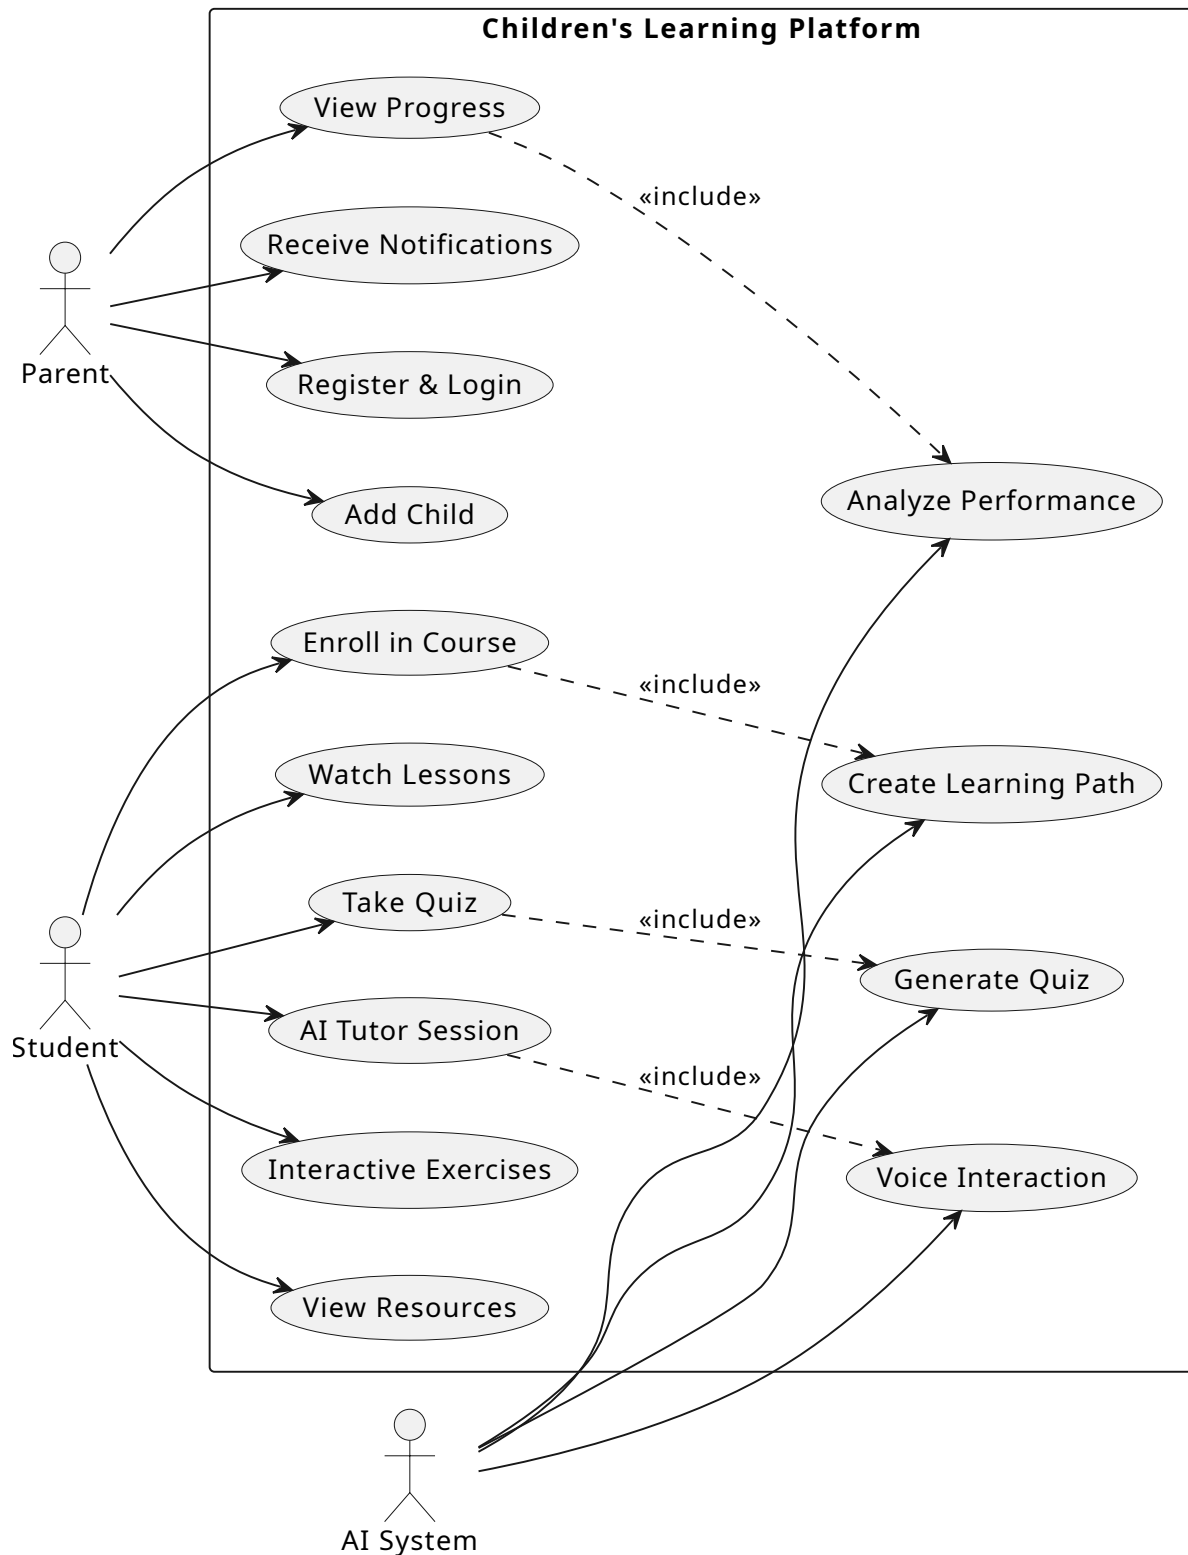 Children's Learning Platform
View Progress
«include»
Receive Notifications
Parent
Register & Login
Analyze Performance
Add Child
Enroll in Course
«include»
Watch Lessons
Create Learning Path
Take Quiz
«include»
Generate Quiz
AI Tutor Session
Student
«include»
Interactive Exercises
Voice Interaction
View Resources
AI System